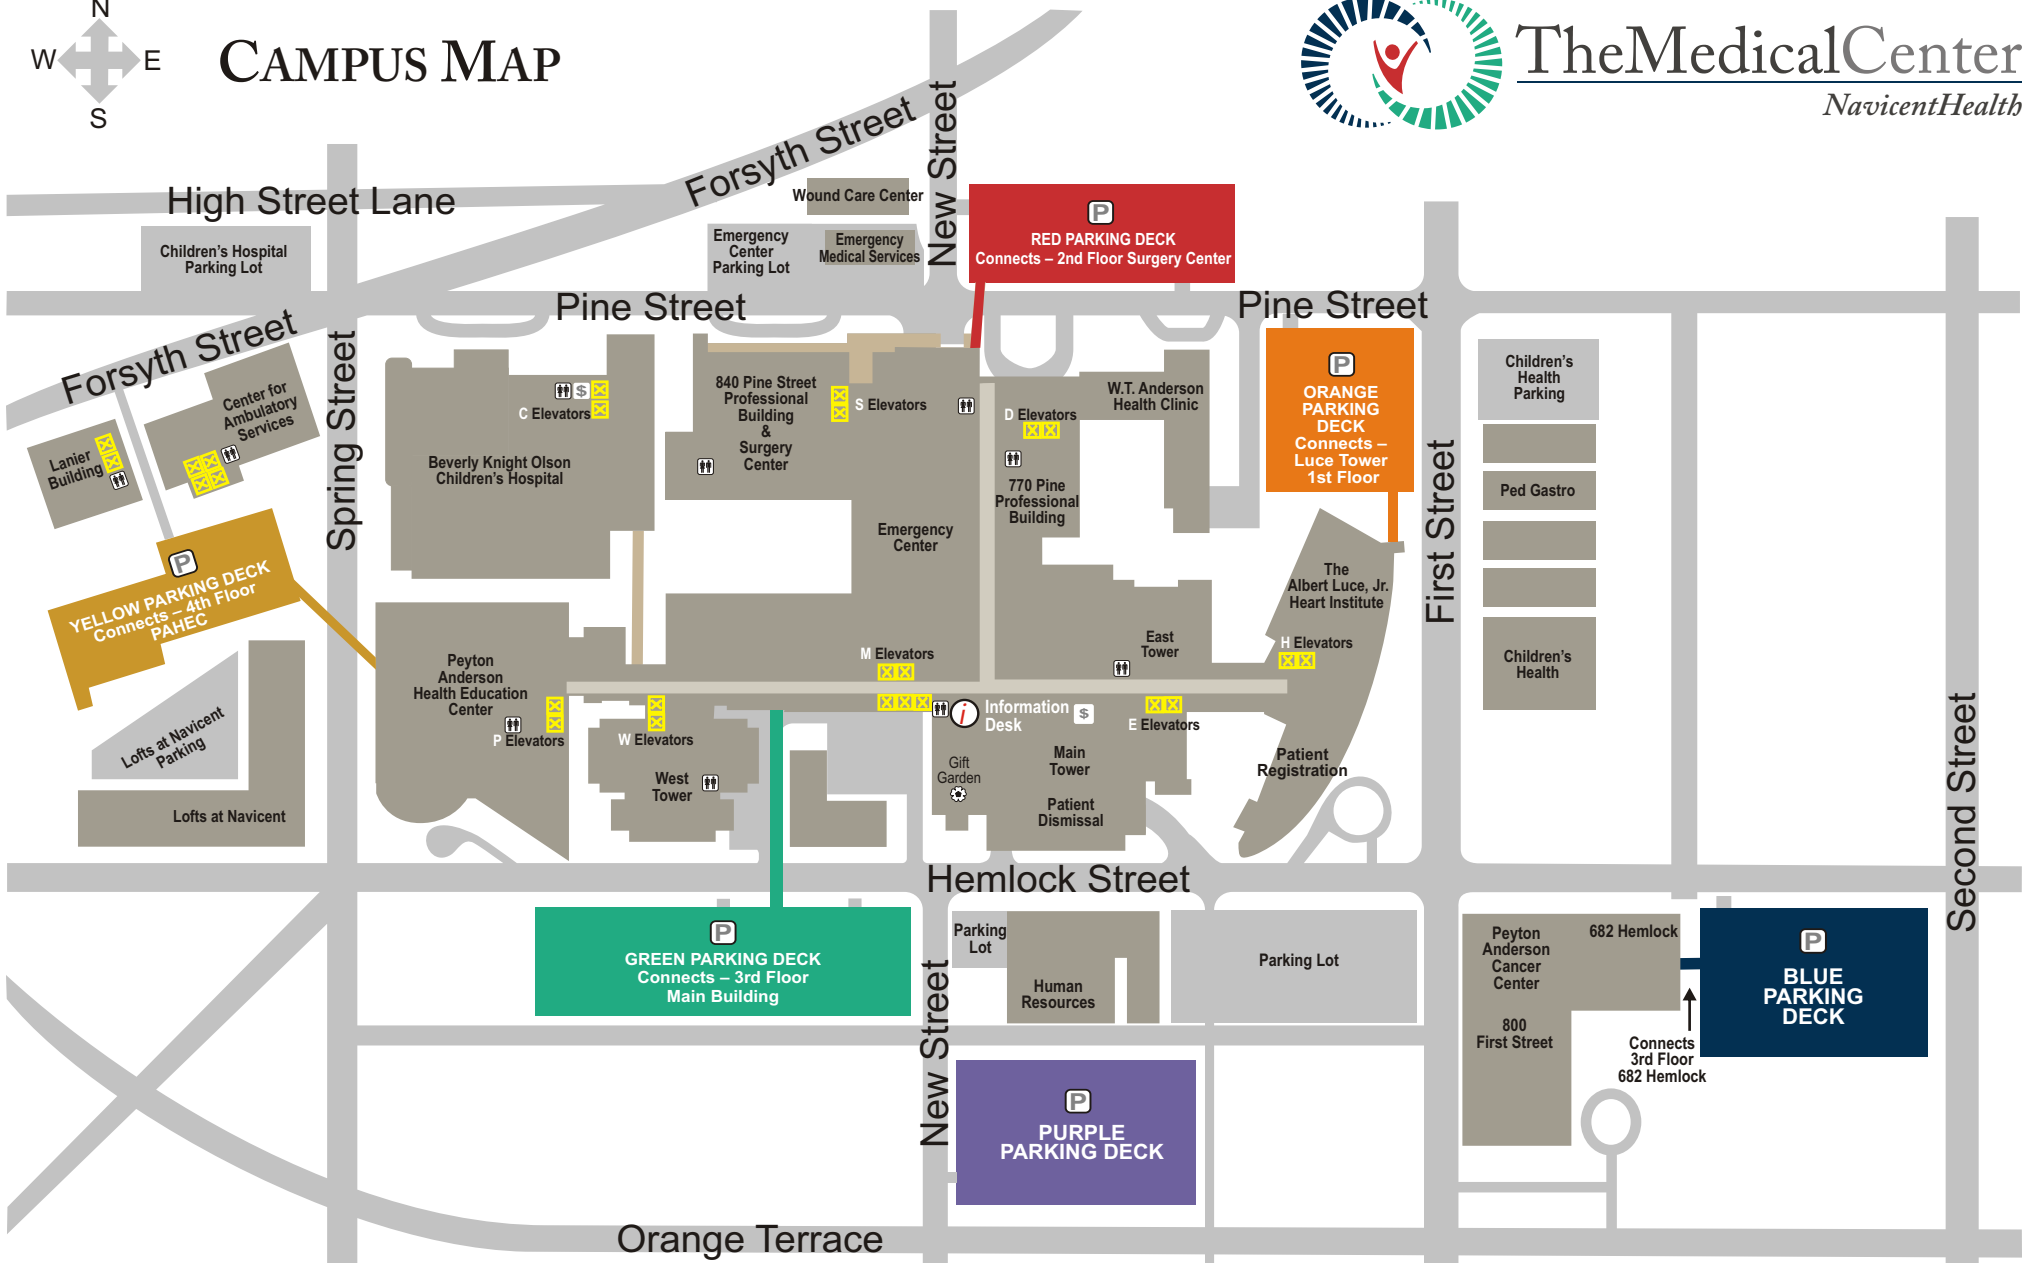 N
W E
S
CAMPUS MAP
TheMedicalCenter
NavicentHealth
High Street Lane
Forsyth Street
New Street
Wound Care Center
Children's Hospital
Parking Lot
Emergency
Center
Parking Lot
Emergency
Medical Services
P
RED PARKING DECK
Connects – 2nd Floor Surgery Center
Pine Street
Pine Street
Forsyth Street
Spring Street
Center for
Ambulatory
Services
Lanier
Building
C Elevators
$
Beverly Knight Olson
Children's Hospital
840 Pine Street
Professional
Building
&
Surgery
Center
S Elevators
D Elevators
W.T. Anderson
Health Clinic
770 Pine
Professional
Building
Emergency
Center
P
ORANGE
PARKING
DECK
Connects –
Luce Tower
1st Floor
First Street
Children's
Health
Parking
Ped Gastro
Children's
Health
P
YELLOW PARKING DECK
Connects – 4th Floor
PAHEC
Lofts at Navicent
Parking
Lofts at Navicent
Peyton
Anderson
Health Education
Center
P Elevators
W Elevators
West
Tower
M Elevators
i
Information
Desk
$
Gift
Garden
Main
Tower
Patient
Dismissal
East
Tower
E Elevators
The
Albert Luce, Jr.
Heart Institute
H Elevators
Patient
Registration
Second Street
Hemlock Street
P
GREEN PARKING DECK
Connects – 3rd Floor
Main Building
New Street
Parking
Lot
Human
Resources
Parking Lot
Peyton
Anderson
Cancer
Center
682 Hemlock
800
First Street
Connects
3rd Floor
682 Hemlock
P
BLUE
PARKING
DECK
P
PURPLE
PARKING DECK
Orange Terrace